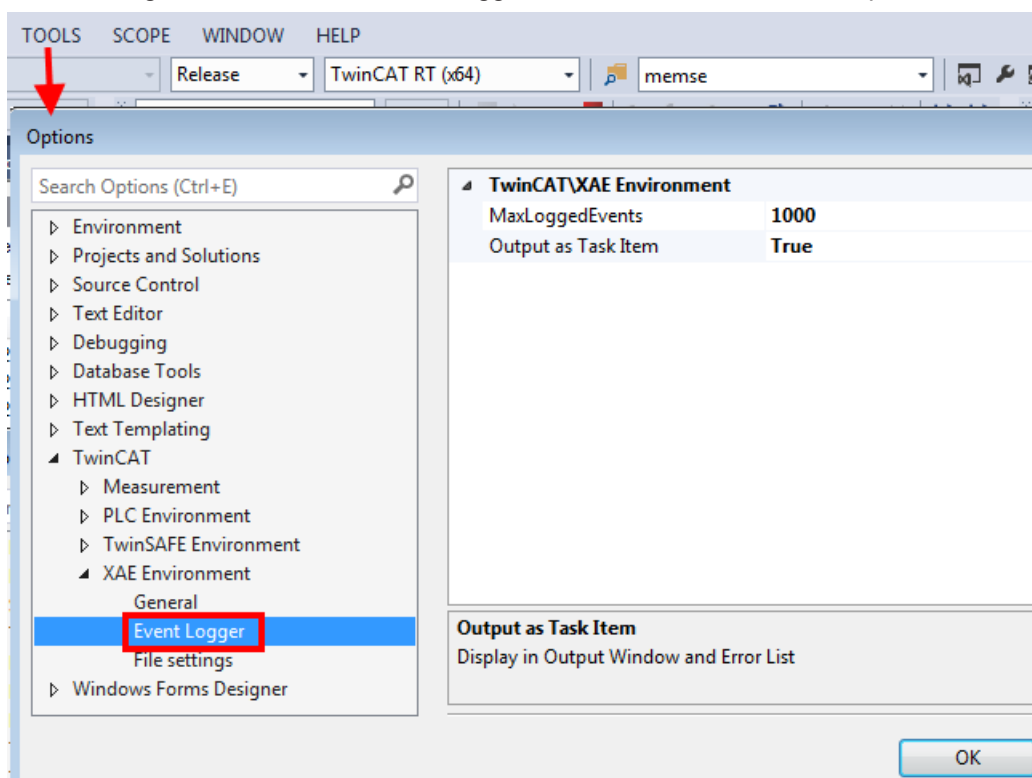 TOOLS SCOPE WINDOW HELP
Release TwinCAT RT (x64) memse
Options
Search Options (Ctrl+E)
Environment
Projects and Solutions
Source Control
Text Editor
Debugging
Database Tools
HTML Designer
Text Templating
TwinCAT
Measurement
PLC Environment
TwinSAFE Environment
XAE Environment
General
Event Logger
File settings
Windows Forms Designer
TwinCAT\XAE Environment
MaxLoggedEvents 1000
Output as Task Item True
Output as Task Item
Display in Output Window and Error List
OK